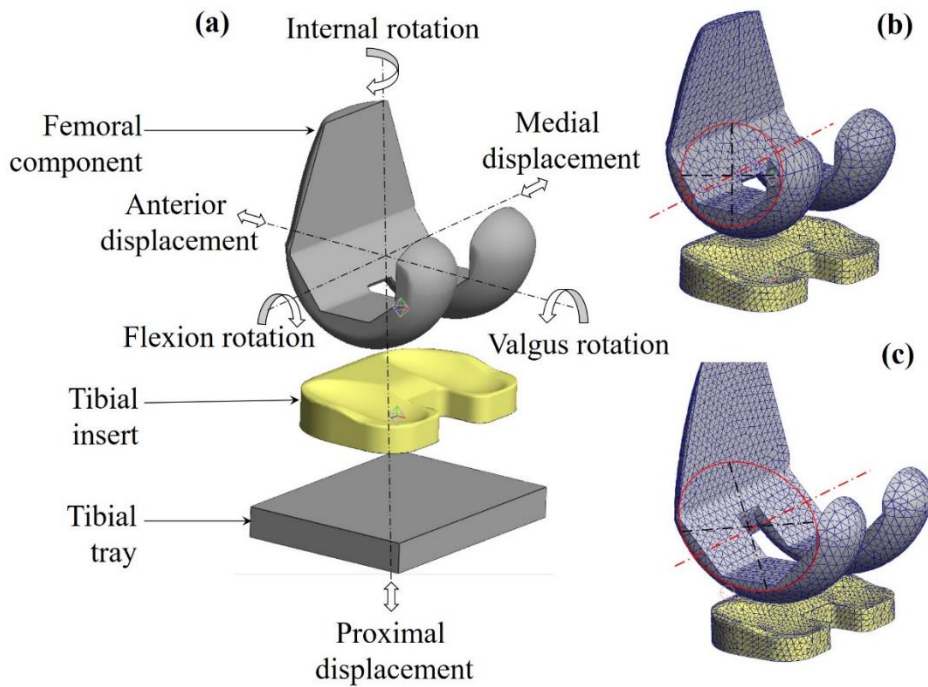 (a)
Internal rotation
(b)
Femoral
component
Medial
displacement
Anterior
displacement
Flexion rotation
Valgus rotation
(c)
Tibial
insert
Tibial
tray
Proximal
displacement